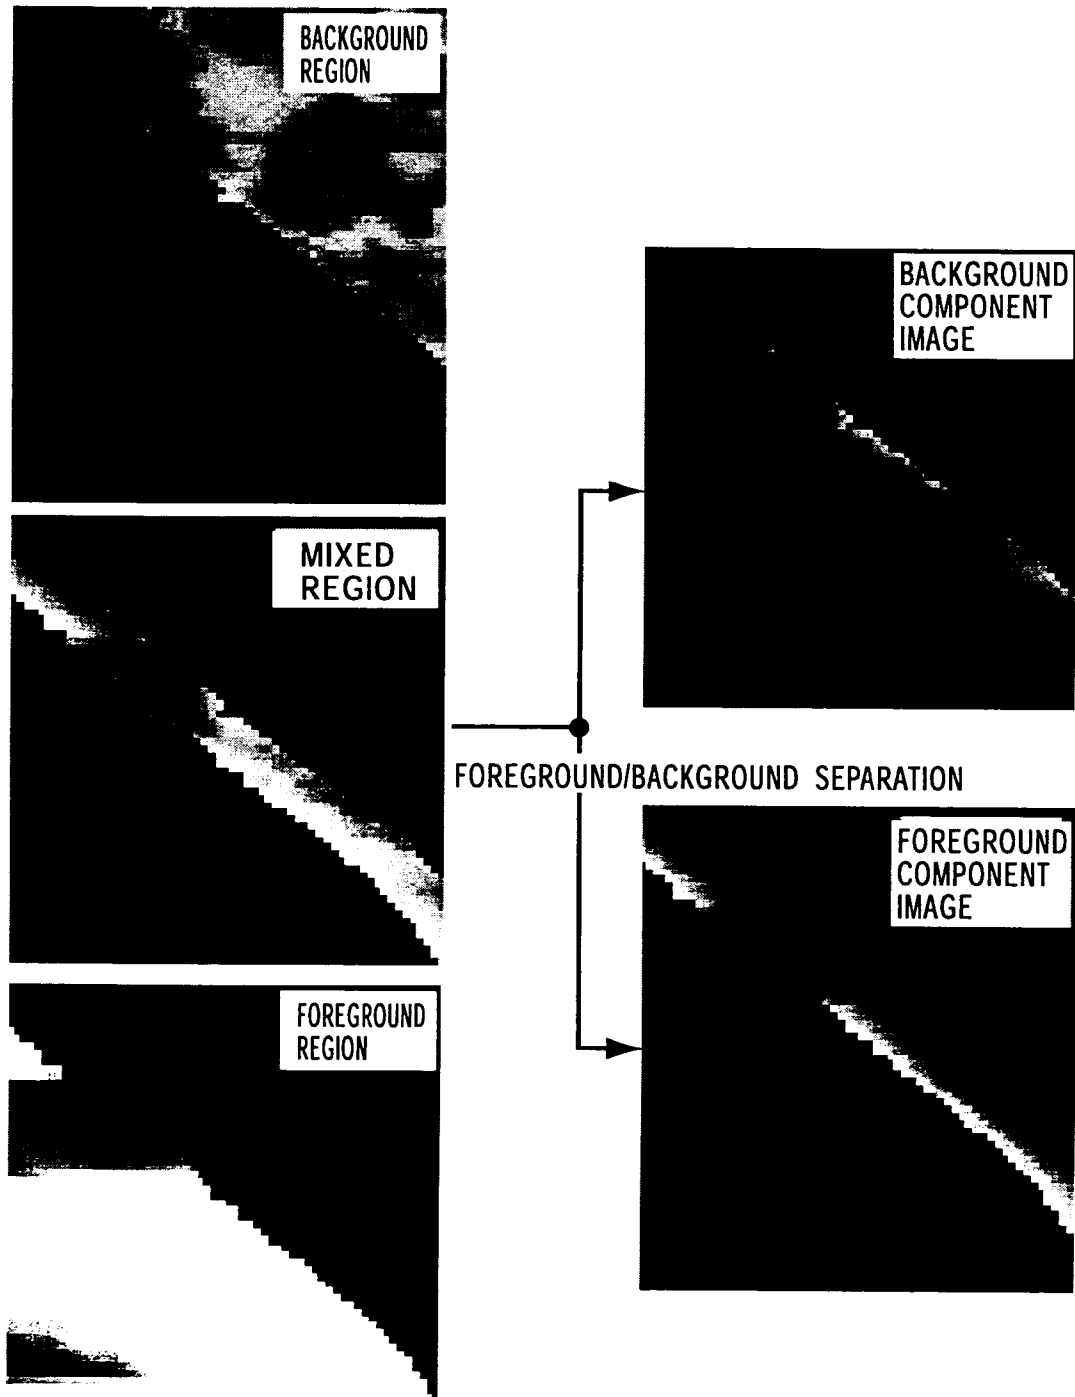 BACKGROUND
REGION
MIXED
REGION
FOREGROUND
REGION
FOREGROUND/BACKGROUND SEPARATION
BACKGROUND
COMPONENT
IMAGE
FOREGROUND
COMPONENT
IMAGE